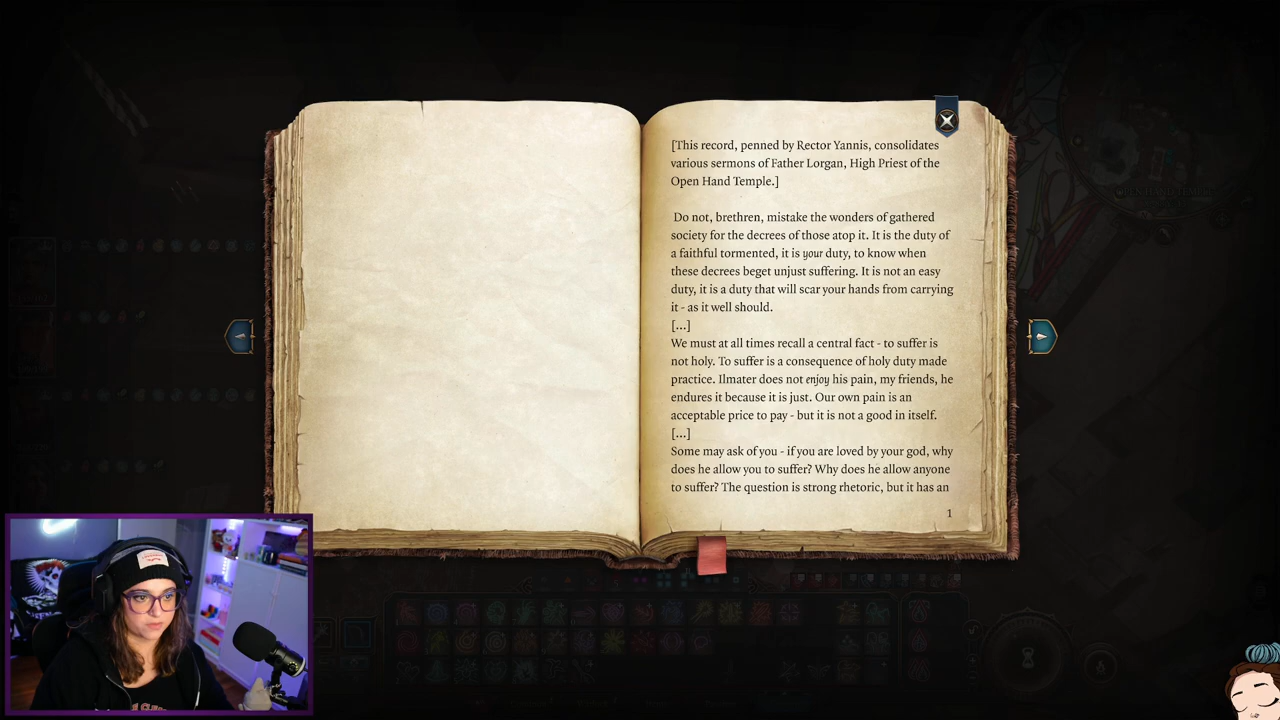 [This record, penned by Rector Yannis, consolidates
various sermons of Father Lorgan, High Priest of the
Open Hand Temple.]
Do not, brethren, mistake the wonders of gathered
society for the decrees of those atop it. It is the duty of
a faithful tormented, it is your duty, to know when
these decrees beget unjust suffering. It is not an easy
duty, it is a duty that will scar your hands from carrying
it - as it well should.
[...]
We must at all times recall a central fact - to suffer is
not holy. To suffer is a consequence of holy duty made
practice. Ilmater does not enjoy his pain, my friends, he
endures it because it is just. Our own pain is an
acceptable price to pay - but it is not a good in itself.
[...]
Some may ask of you - if you are loved by your god, why
does he allow you to suffer? Why does he allow anyone
to suffer? The question is strong rhetoric, but it has an
1